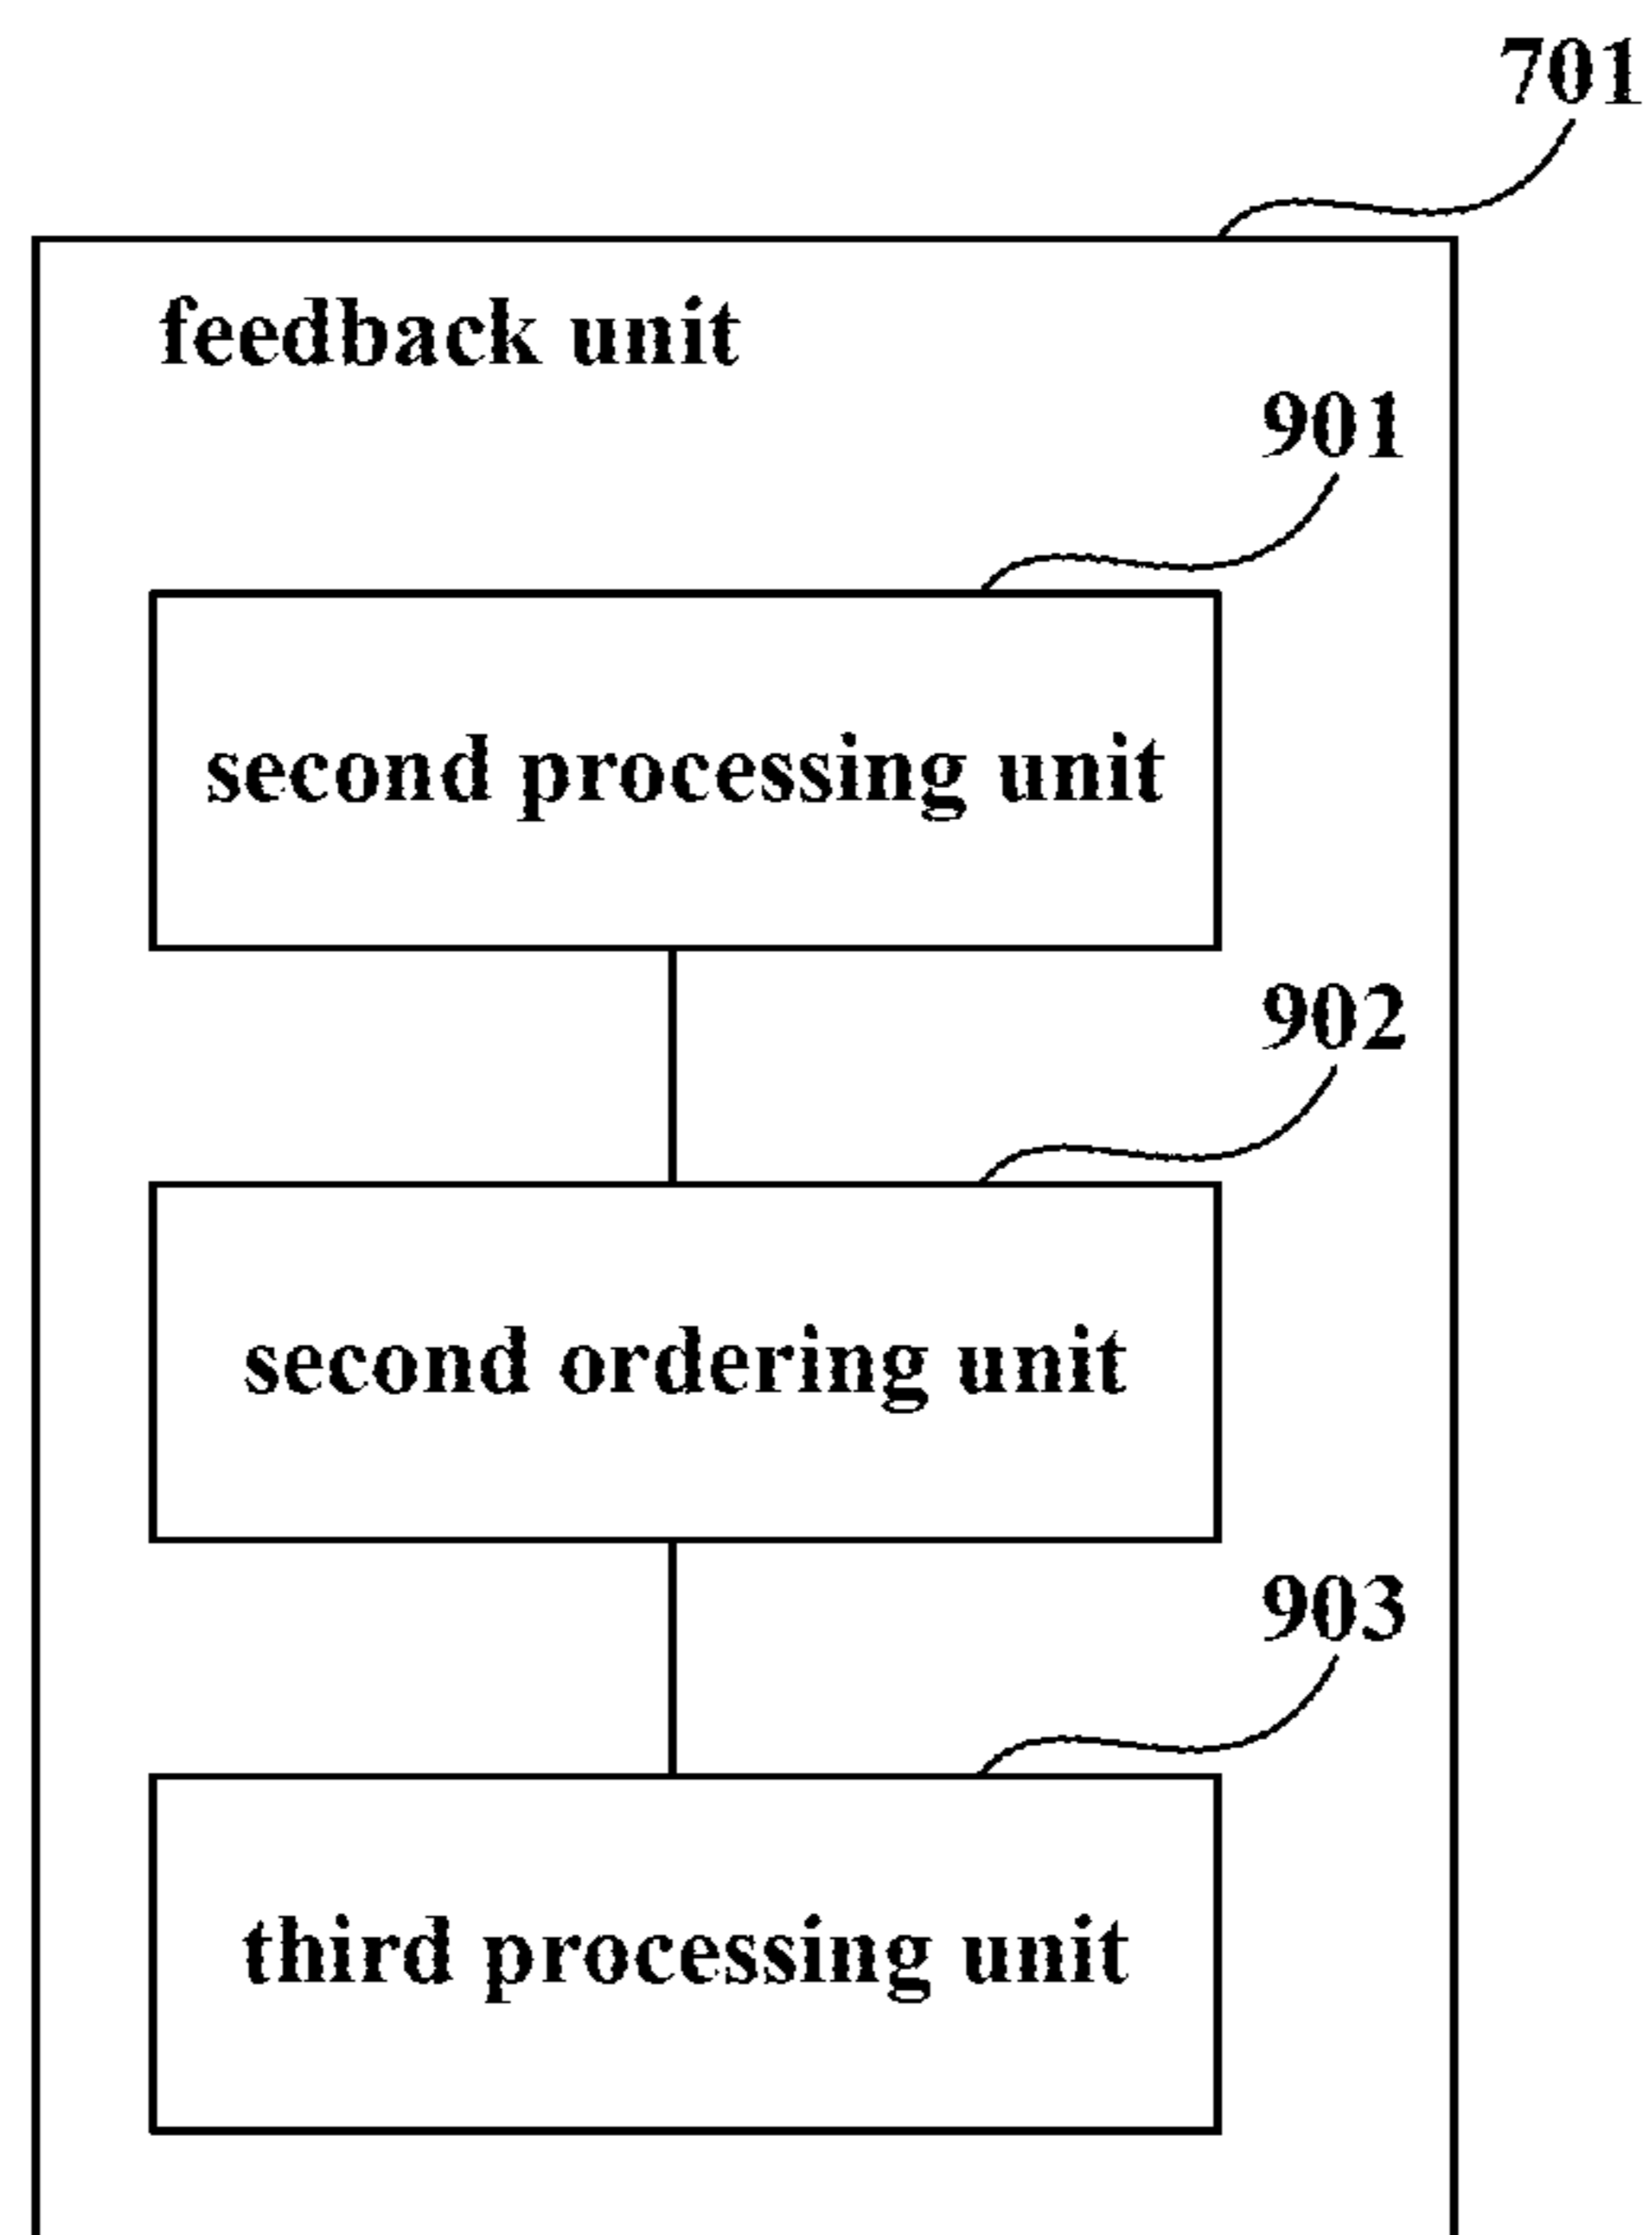 701
feedback unit
901
second processing unit
902
second ordering unit
903
third processing unit